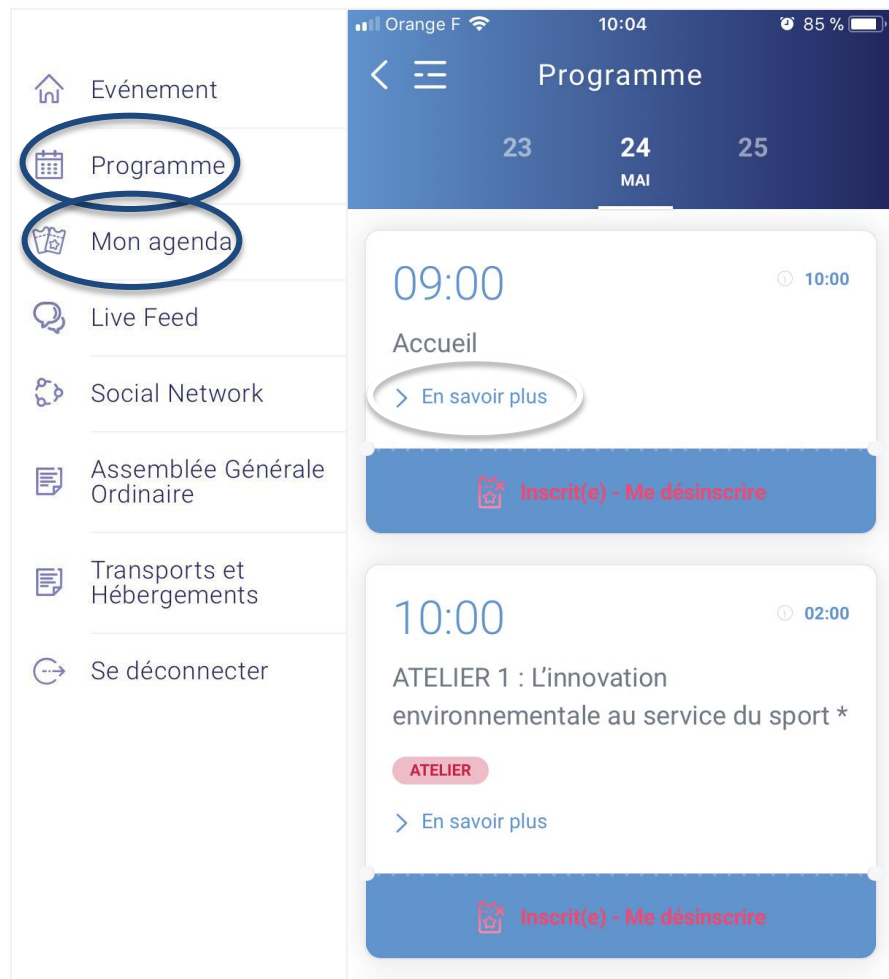 Evénement
Programme
Mon agenda
Live Feed
Social Network
Assemblée Générale
Ordinaire
Transports et
Hébergements
Se déconnecter
Orange F 10:04 85 %
Programme
23 24 25
MAI
09:00 10:00
Accueil
En savoir plus
Inscrit(e) - Me désinscrire
10:00 02:00
ATELIER 1 : L’innovation
environnementale au service du sport *
ATELIER
En savoir plus
Inscrit(e) - Me désinscrire